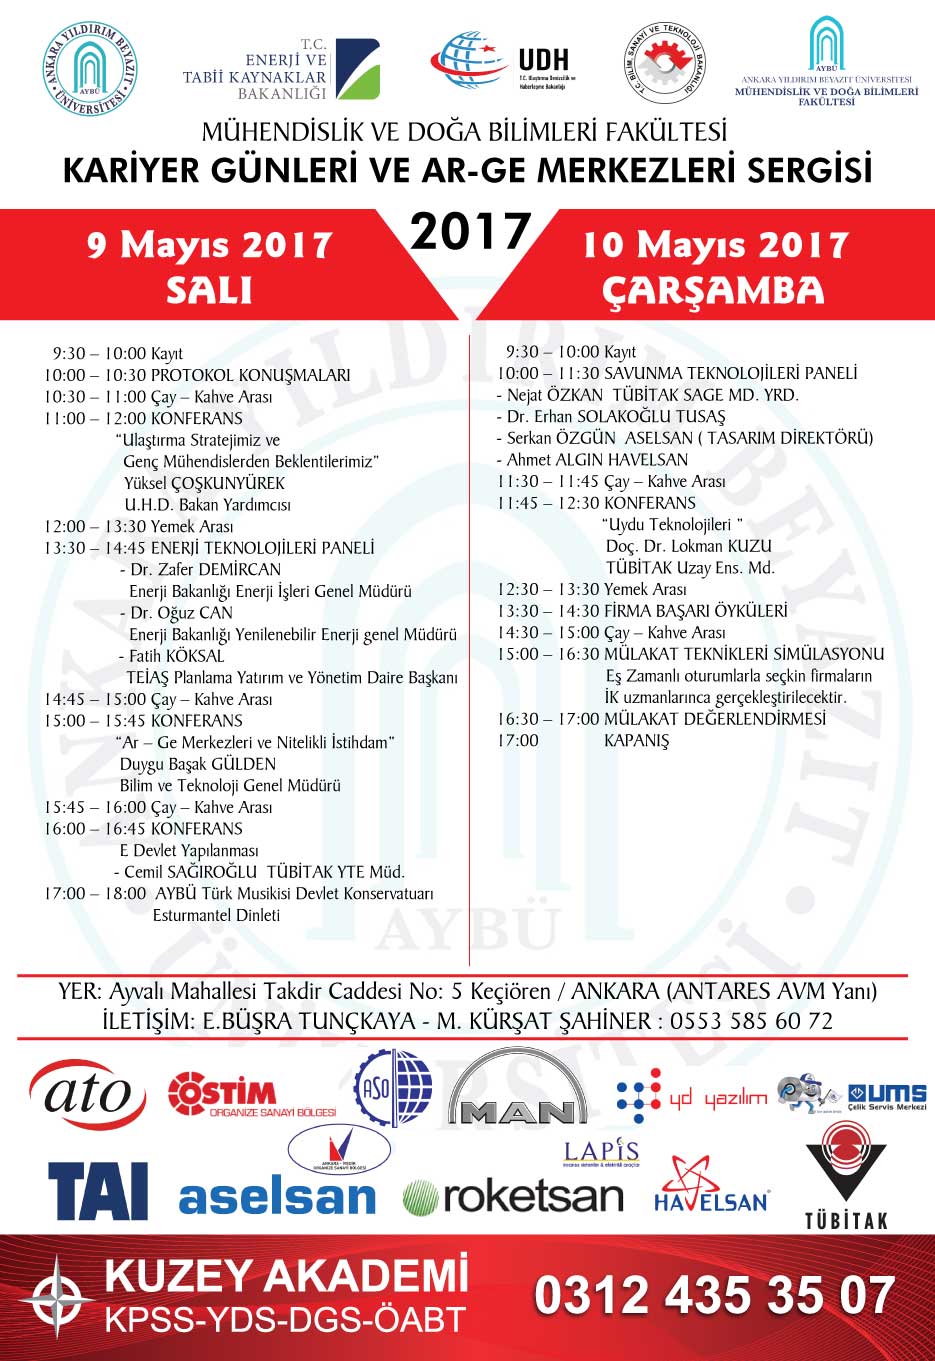 ANKARA YILDIRIM BEYAZIT ÜNİVERSİTESİ
AYBÜ
T.C.
ENERJİ VE
TABİİ KAYNAKLAR
BAKANLIĞI
UDH
T.C. Ulaştırma Denizcilik ve
Haberleşme Bakanlığı
T.C. BİLİM, SANAYİ VE TEKNOLOJİ BAKANLIĞI
AYBÜ
ANKARA YILDIRIM BEYAZIT ÜNİVERSİTESİ
MÜHENDİSLİK VE DOĞA BİLİMLERİ
FAKÜLTESİ
MÜHENDİSLİK VE DOĞA BİLİMLERİ FAKÜLTESİ
KARİYER GÜNLERİ VE AR-GE MERKEZLERİ SERGİSİ
2017
9 Mayıs 2017
SALI
9:30 – 10:00 Kayıt
10:00 – 10:30 PROTOKOL KONUŞMALARI
10:30 – 11:00 Çay – Kahve Arası
11:00 – 12:00 KONFERANS
“Ulaştırma Stratejimiz ve
Genç Mühendislerden Beklentilerimiz”
Yüksel ÇOŞKUNYÜREK
U.H.D. Bakan Yardımcısı
12:00 – 13:30 Yemek Arası
13:30 – 14:45 ENERJİ TEKNOLOJİLERİ PANELİ
- Dr. Zafer DEMİRCAN
Enerji Bakanlığı Enerji İşleri Genel Müdürü
- Dr. Oğuz CAN
Enerji Bakanlığı Yenilenebilir Enerji genel Müdürü
- Fatih KÖKSAL
TEİAŞ Planlama Yatırım ve Yönetim Daire Başkanı
14:45 – 15:00 Çay – Kahve Arası
15:00 – 15:45 KONFERANS
“Ar – Ge Merkezleri ve Nitelikli İstihdam”
Duygu Başak GÜLDEN
Bilim ve Teknoloji Genel Müdürü
15:45 – 16:00 Çay – Kahve Arası
16:00 – 16:45 KONFERANS
E Devlet Yapılanması
- Cemil SAĞIROĞLU TÜBİTAK YTE Müd.
17:00 – 18:00 AYBÜ Türk Musikisi Devlet Konservatuarı
Esturmantel Dinleti
10 Mayıs 2017
ÇARŞAMBA
9:30 – 10:00 Kayıt
10:00 – 11:30 SAVUNMA TEKNOLOJİLERİ PANELİ
- Nejat ÖZKAN TÜBİTAK SAGE MD. YRD.
- Dr. Erhan SOLAKOĞLU TUSAŞ
- Serkan ÖZGÜN ASELSAN ( TASARIM DİREKTÖRÜ)
- Ahmet ALGIN HAVELSAN
11:30 – 11:45 Çay – Kahve Arası
11:45 – 12:30 KONFERANS
“Uydu Teknolojileri ”
Doç. Dr. Lokman KUZU
TÜBİTAK Uzay Ens. Md.
12:30 – 13:30 Yemek Arası
13:30 – 14:30 FİRMA BAŞARI ÖYKÜLERİ
14:30 – 15:00 Çay – Kahve Arası
15:00 – 16:30 MÜLAKAT TEKNİKLERİ SİMÜLASYONU
Eş Zamanlı oturumlarla seçkin firmaların
İK uzmanlarınca gerçekleştirilecektir.
16:30 – 17:00 MÜLAKAT DEĞERLENDİRMESİ
17:00 KAPANIŞ
ANKARA YILDIRIM BEYAZIT ÜNİVERSİTESİ
AYBÜ
YER: Ayvalı Mahallesi Takdir Caddesi No: 5 Keçiören / ANKARA (ANTARES AVM Yanı)
İLETİŞİM: E.BÜŞRA TUNÇKAYA - M. KÜRŞAT ŞAHİNER : 0553 585 60 72
ato
OSTİM
ORGANİZE SANAYİ BÖLGESİ
ASO
MAN
yd yazılım
UMS
Çelik Servis Merkezi
TAI
ORGANİZE SANAYİ BÖLGESİ
aselsan
roketsan
LAPİS
HAVELSAN
TÜBİTAK
KUZEY AKADEMİ
KPSS-YDS-DGS-ÖABT
0312 435 35 07